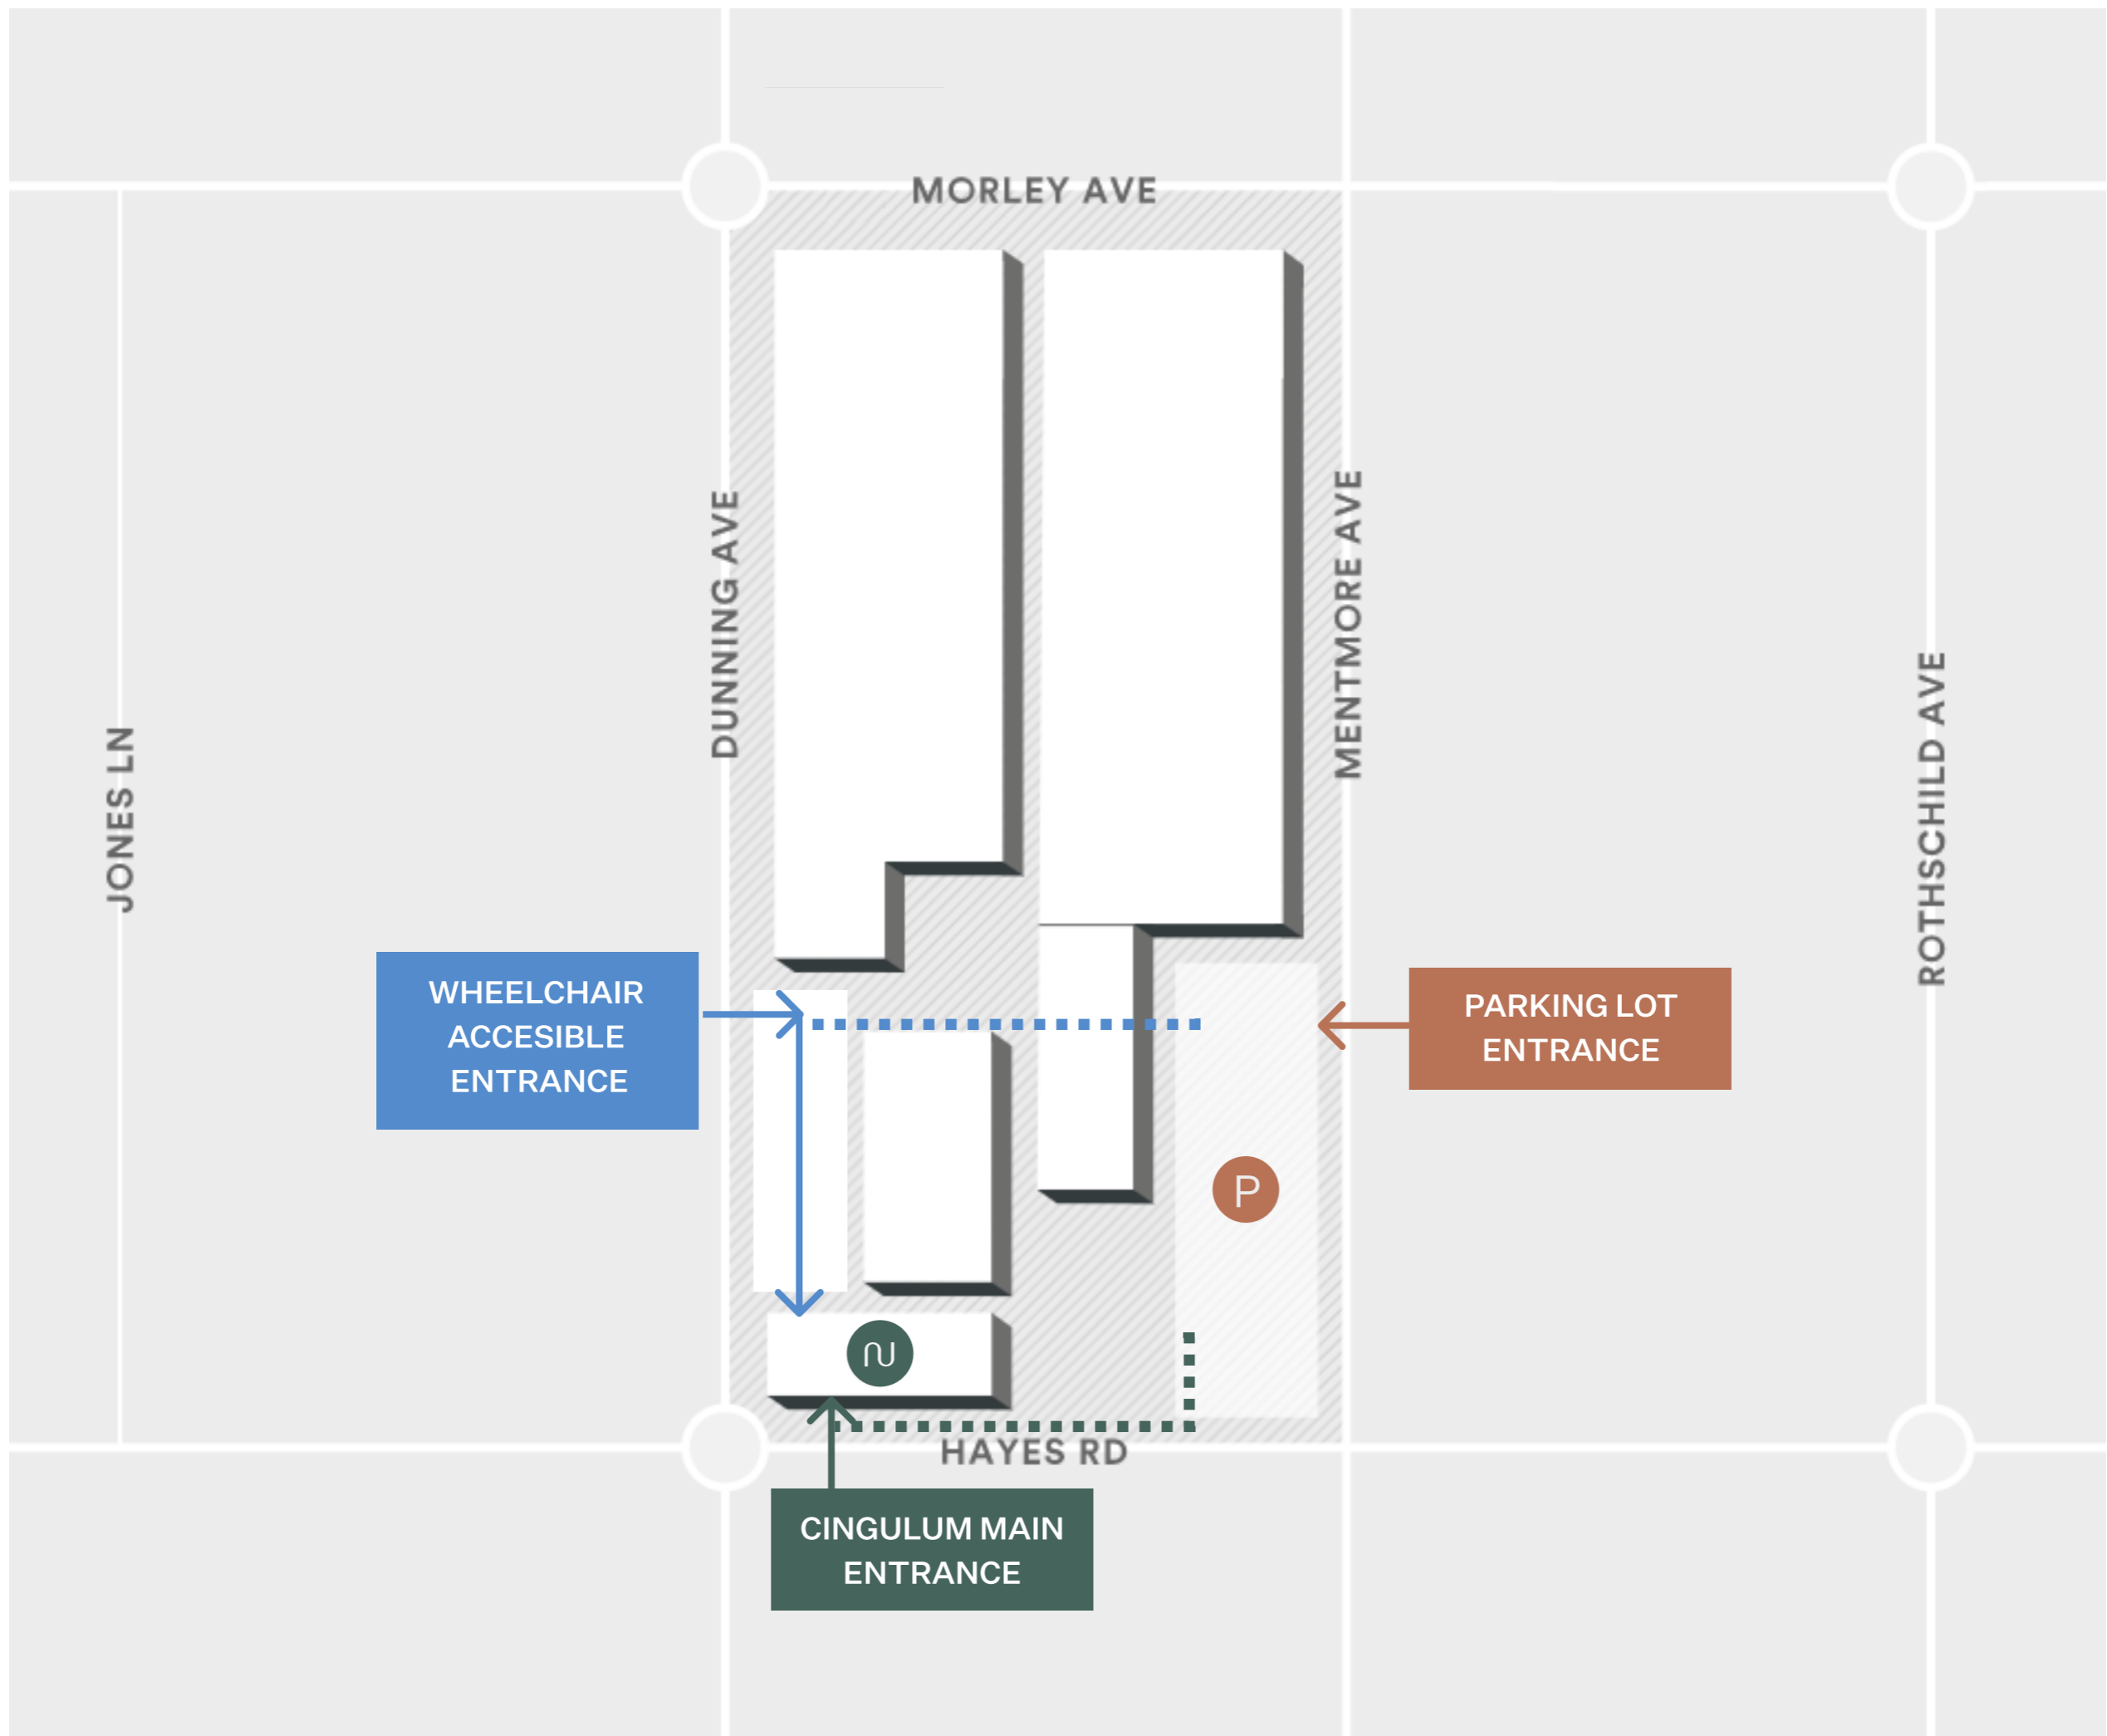 MORLEY AVE
DUNNING AVE
MENTMORE AVE
JONES LN
ROTHSCHILD AVE
WHEELCHAIR
ACCESIBLE
ENTRANCE
PARKING LOT
ENTRANCE
P
HAYES RD
CINGULUM MAIN
ENTRANCE